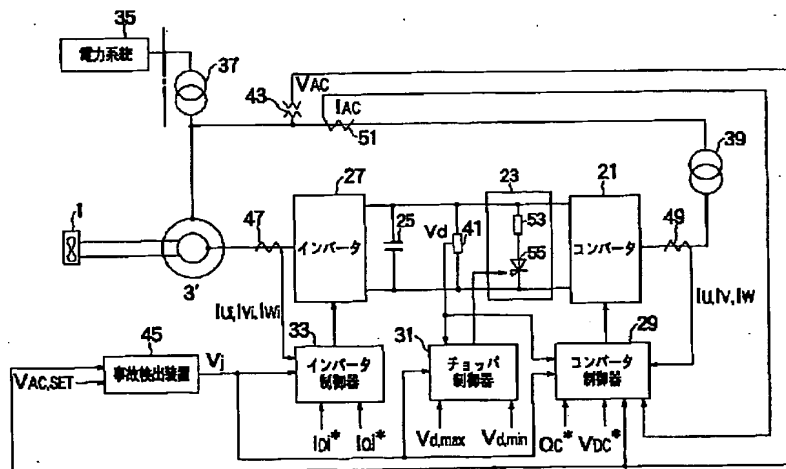 35
電力系統
37
43
VAC
IAC
51
39
27
23
21
1
47
インバータ
25
Vd
41
53
55
コンバータ
49
3'
Iui,Ivi,Iwi
IU,IV,IW
45
Vj
33
31
29
VAC,SET
事故検出装置
インバータ
制御器
チョッパ
制御器
コンバータ
制御器
IDi*
IQi*
Vd,max
Vd,min
QC*
VDC*